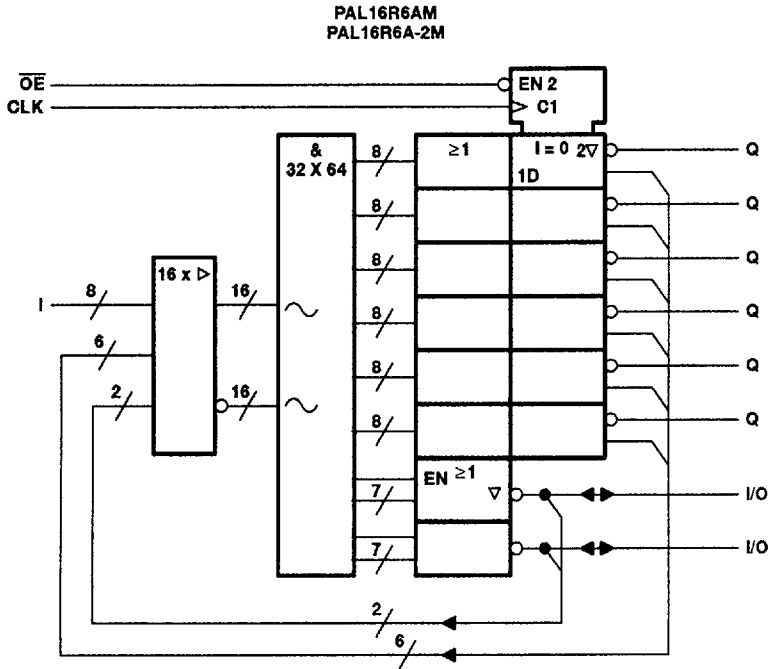 PAL16R6AM
PAL16R6A-2M
OE
EN 2
CLK
C1
&
32 X 64
8
≥1
I = 0
2▽
Q
1D
8
Q
8
Q
16 x ▷
I
8
16
8
Q
6
8
Q
2
16
8
Q
EN
≥1
▽
7
I/O
7
I/O
2
6